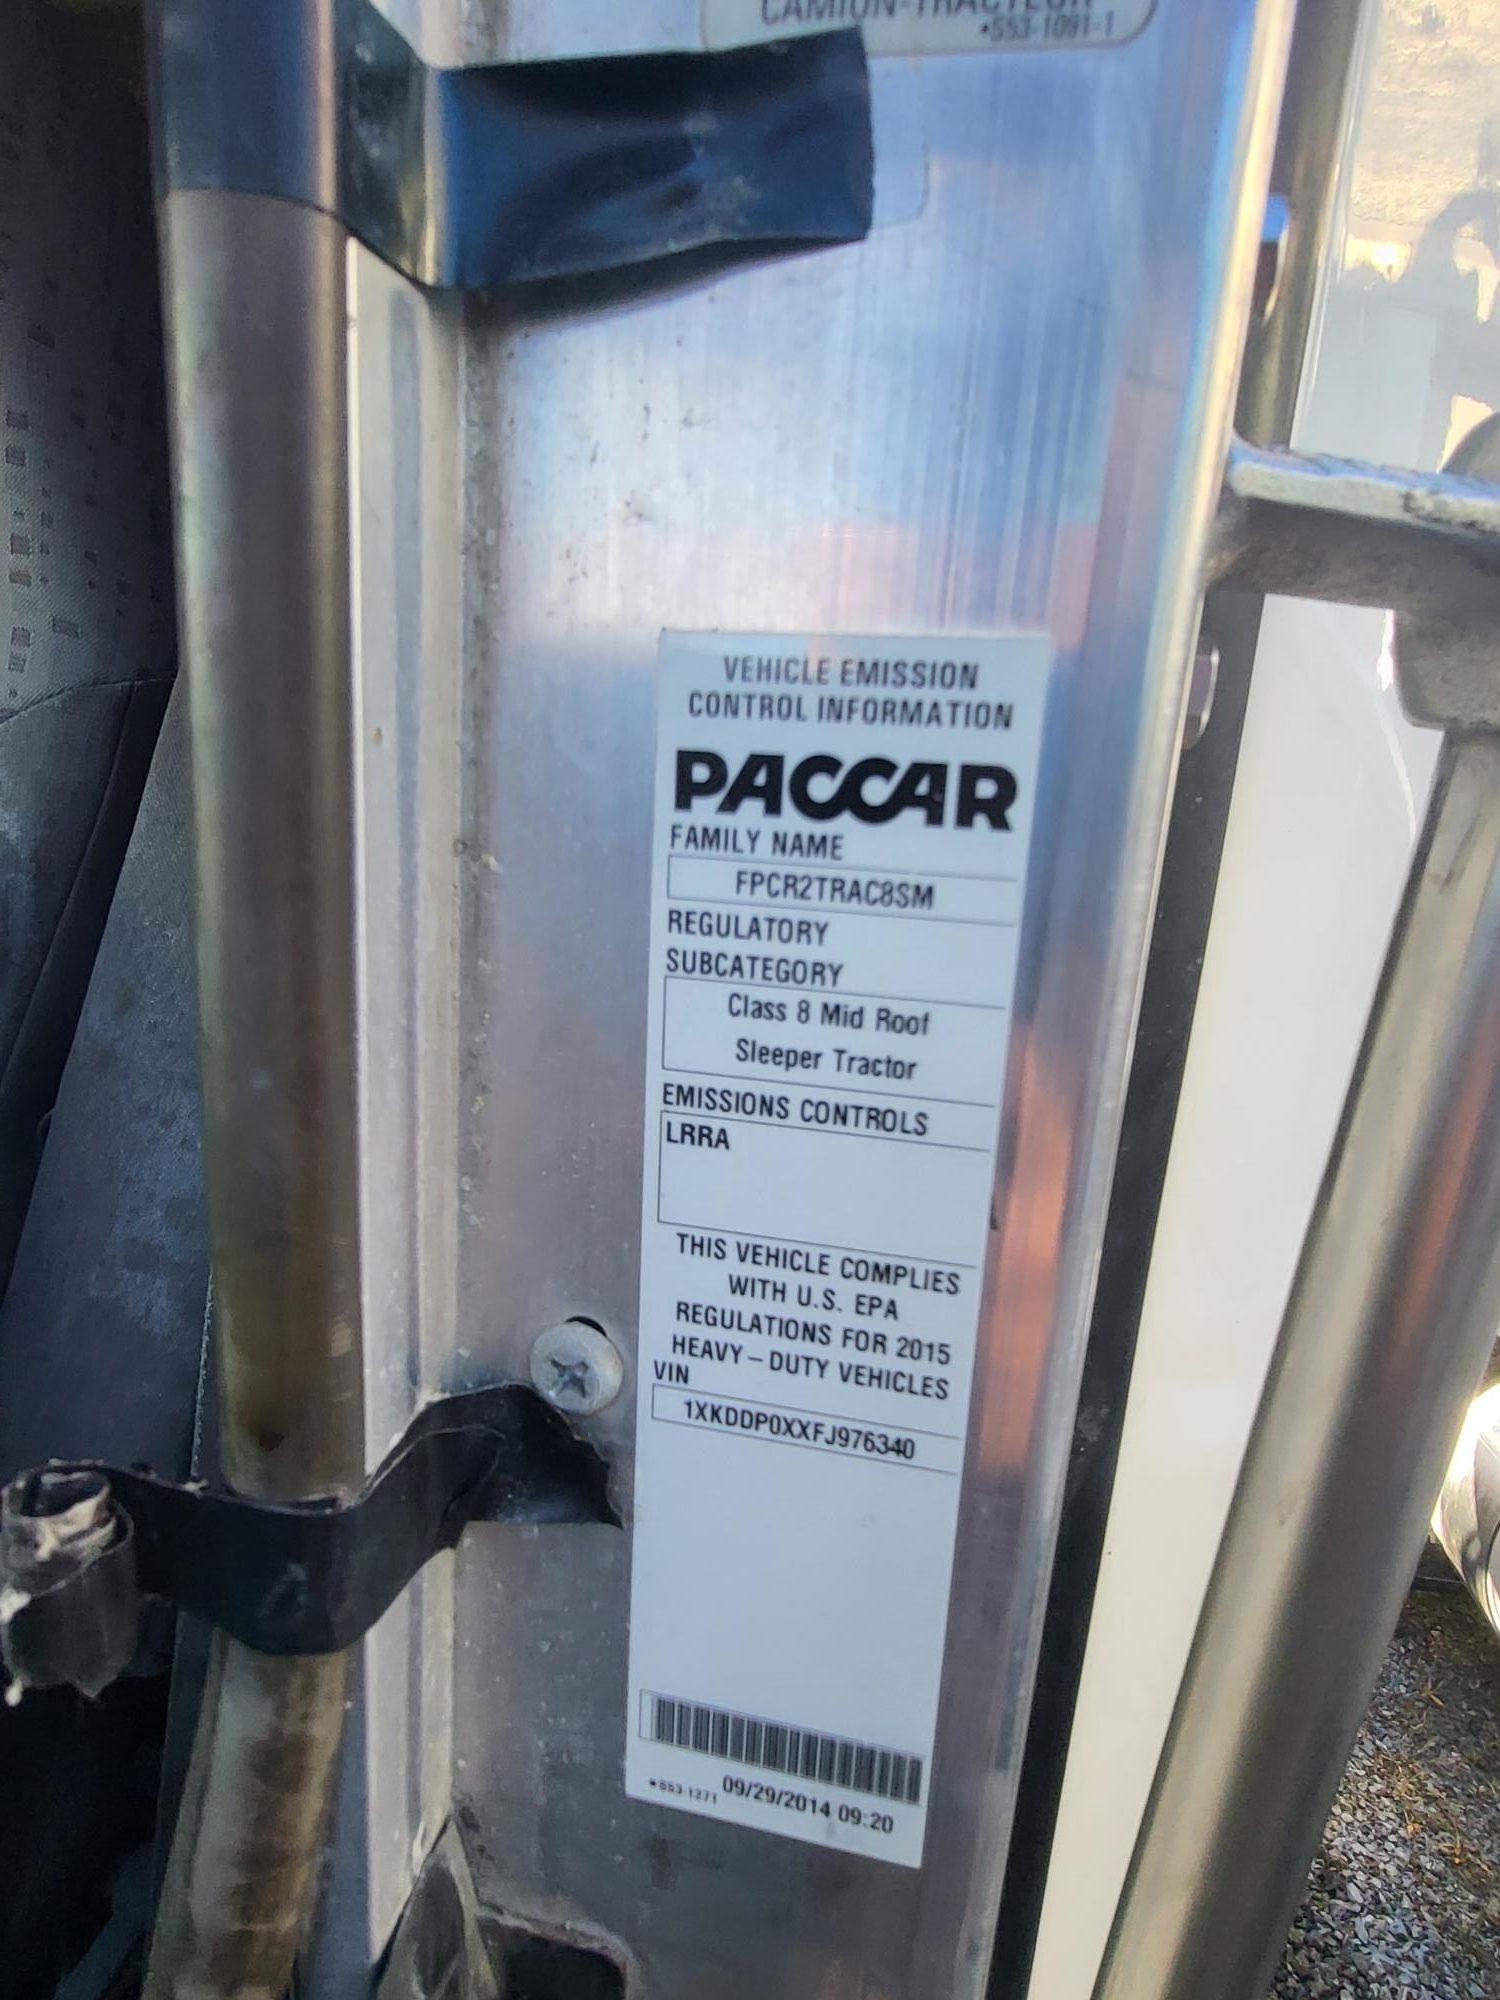 CAMION-TRACTEUR
•S53-1091-1
VEHICLE EMISSION
CONTROL INFORMATION
PACCAR
FAMILY NAME
FPCR2TRAC8SM
REGULATORY
SUBCATEGORY
Class 8 Mid Roof
Sleeper Tractor
EMISSIONS CONTROLS
LRRA
THIS VEHICLE COMPLIES
WITH U.S. EPA
REGULATIONS FOR 2015
HEAVY–DUTY VEHICLES
VIN
1XKDDP0XXFJ976340
•S53-1371 09/29/2014 09:20